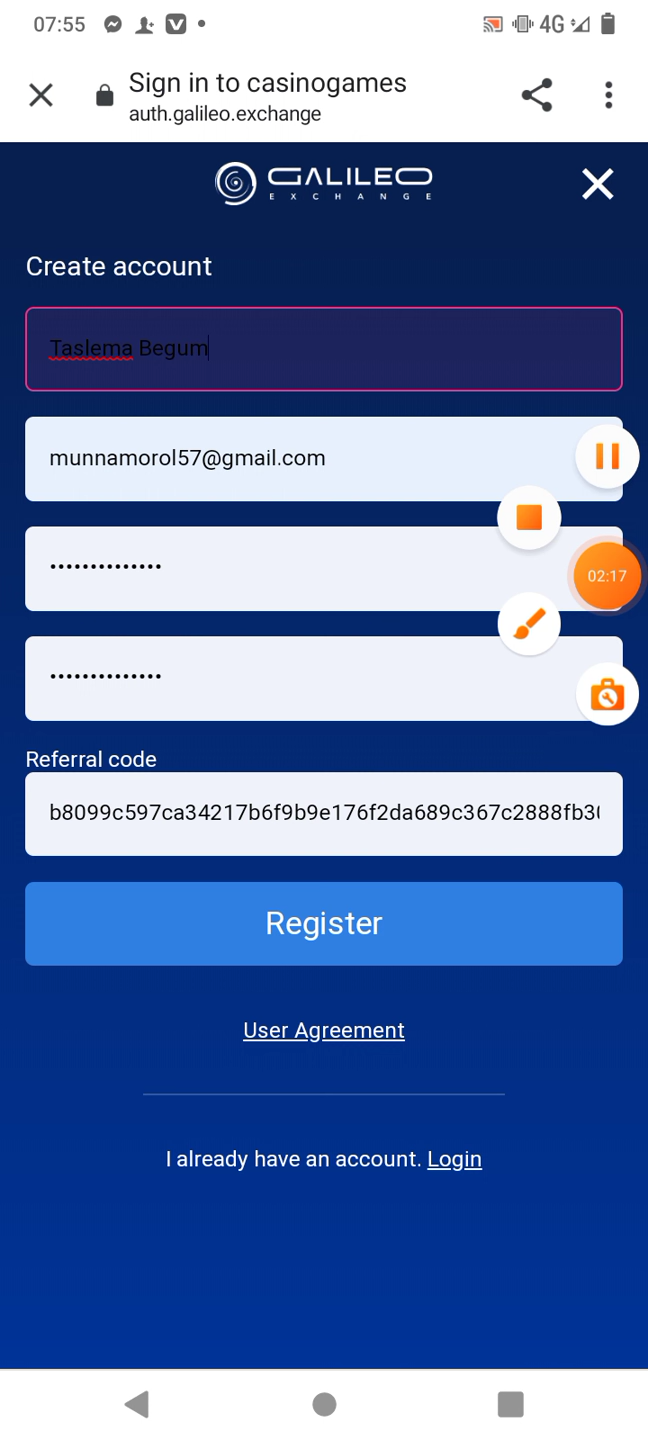 07:55
4G
Sign in to casinogames
auth.galileo.exchange
GALILEO
EXCHANGE
Create account
Taslema Begum
munnamorol57@gmail.com
••••••••••••••
02:17
••••••••••••••
Referral code
b8099c597ca34217b6f9b9e176f2da689c367c2888fb30
Register
User Agreement
I already have an account. Login